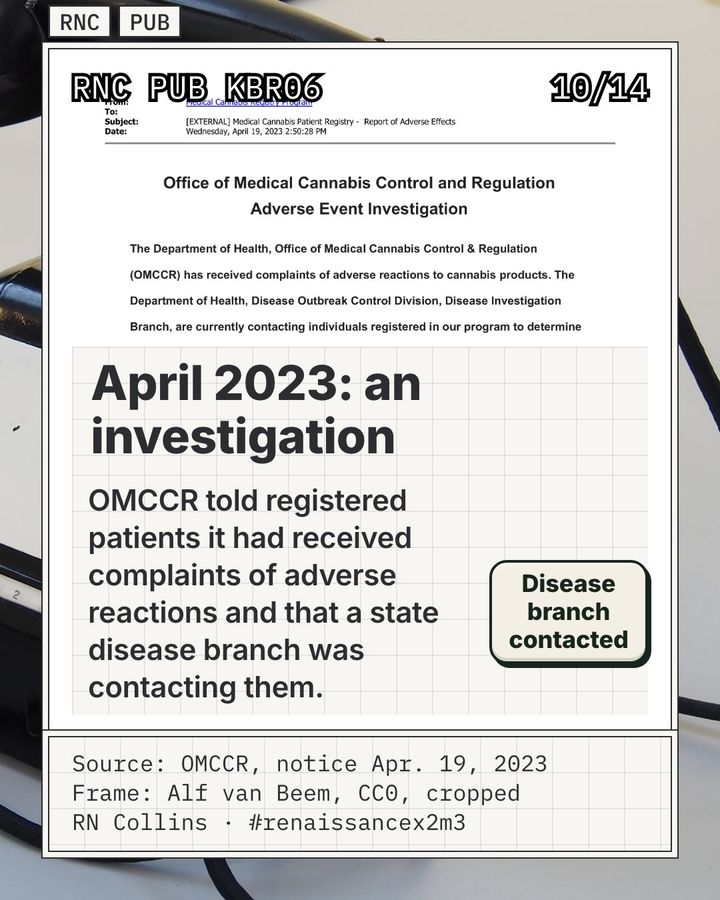 RNC PUB
RNC PUB KBR06 10/14
From: Medical Cannabis Registry Program
To:
Subject: [EXTERNAL] Medical Cannabis Patient Registry - Report of Adverse Effects
Date: Wednesday, April 19, 2023 2:50:28 PM
Office of Medical Cannabis Control and Regulation
Adverse Event Investigation
The Department of Health, Office of Medical Cannabis Control & Regulation
(OMCCR) has received complaints of adverse reactions to cannabis products. The
Department of Health, Disease Outbreak Control Division, Disease Investigation
Branch, are currently contacting individuals registered in our program to determine
April 2023: an
investigation
OMCCR told registered
patients it had received
complaints of adverse
reactions and that a state
disease branch was
contacting them.
Disease
branch
contacted
Source: OMCCR, notice Apr. 19, 2023
Frame: Alf van Beem, CC0, cropped
RN Collins · #renaissancex2m3
2